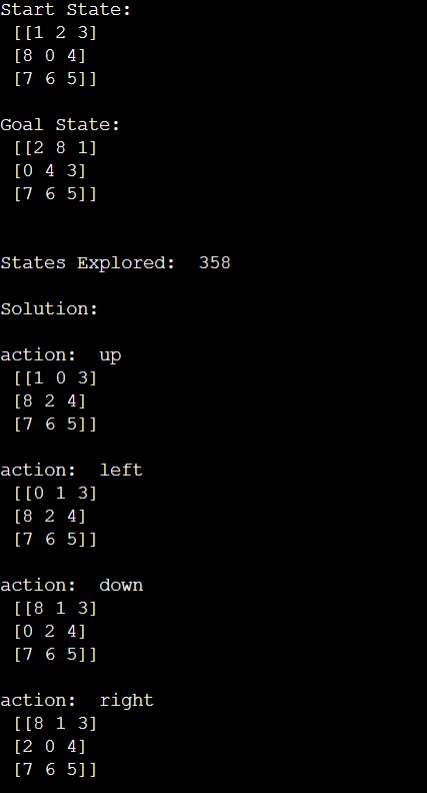 Start State:
[[1 2 3]
[8 0 4]
[7 6 5]]
Goal State:
[[2 8 1]
[0 4 3]
[7 6 5]]
States Explored:  358
Solution:
action:  up
[[1 0 3]
[8 2 4]
[7 6 5]]
action:  left
[[0 1 3]
[8 2 4]
[7 6 5]]
action:  down
[[8 1 3]
[0 2 4]
[7 6 5]]
action:  right
[[8 1 3]
[2 0 4]
[7 6 5]]